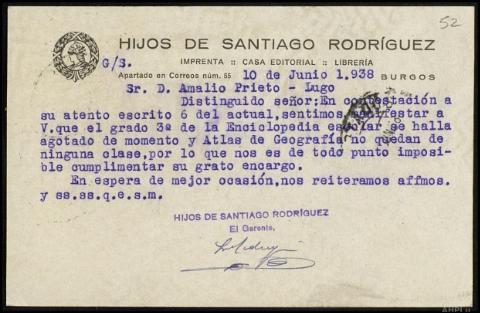 52
HIJOS DE SANTIAGO RODRÍGUEZ
G/S.
IMPRENTA :: CASA EDITORIAL :: LIBRERÍA
Apartado en Correos núm. 55 10 de Junio 1.938 BURGOS
Sr. D. Amalio Prieto - Lugo
Distinguido señor:En contestación a
su atento escrito 6 del actual,sentimos manifestar a
V.que el grado 3º de la Enciclopedia escolar se halla
agotado de momento y Atlas de Geografía no quedan de
ninguna clase,por lo que nos es de todo punto imposi-
ble cumplimentar su grato encargo.
En espera de mejor ocasión,nos reiteramos affmos.
y ss.ss.q.e.s.m.
HIJOS DE SANTIAGO RODRÍGUEZ
El Gerente,